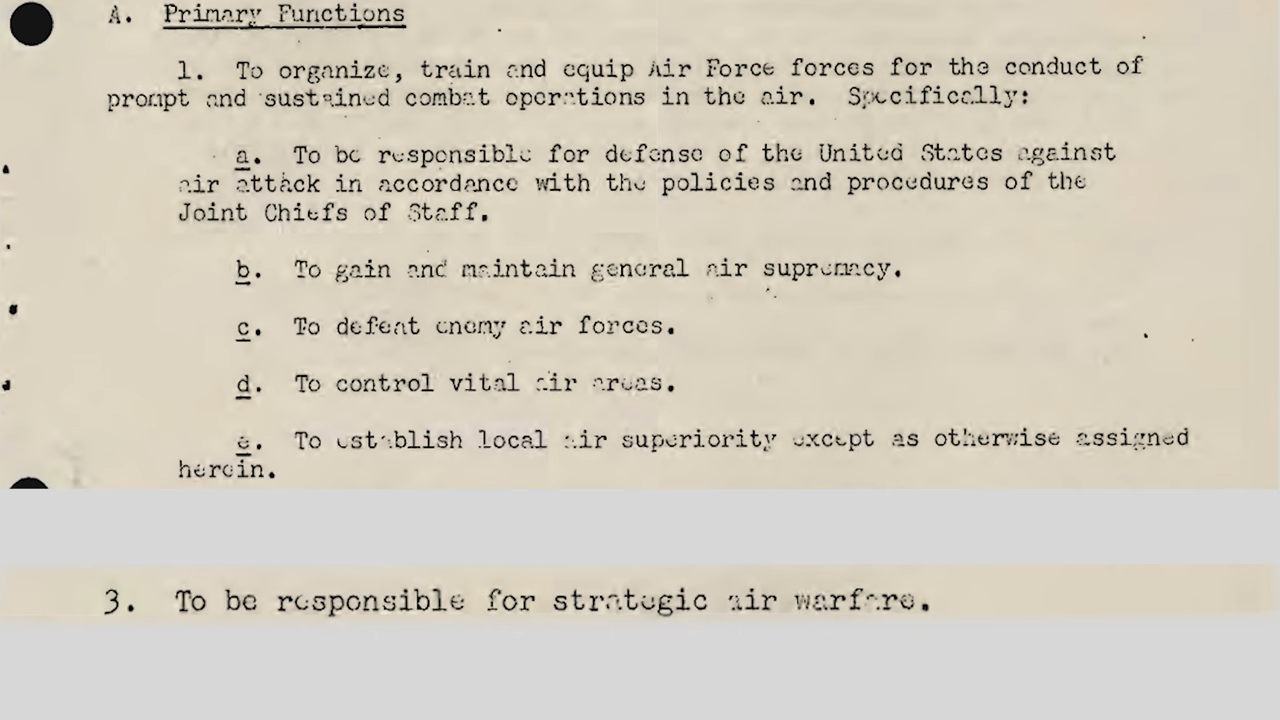 A. Primary Functions
1. To organize, train and equip Air Force forces for the conduct of
prompt and sustained combat operations in the air. Specifically:
a. To be responsible for defense of the United States against
air attack in accordance with the policies and procedures of the
Joint Chiefs of Staff.
b. To gain and maintain general air supremacy.
c. To defeat enemy air forces.
d. To control vital air areas.
e. To establish local air superiority except as otherwise assigned
herein.
3. To be responsible for strategic air warfare.